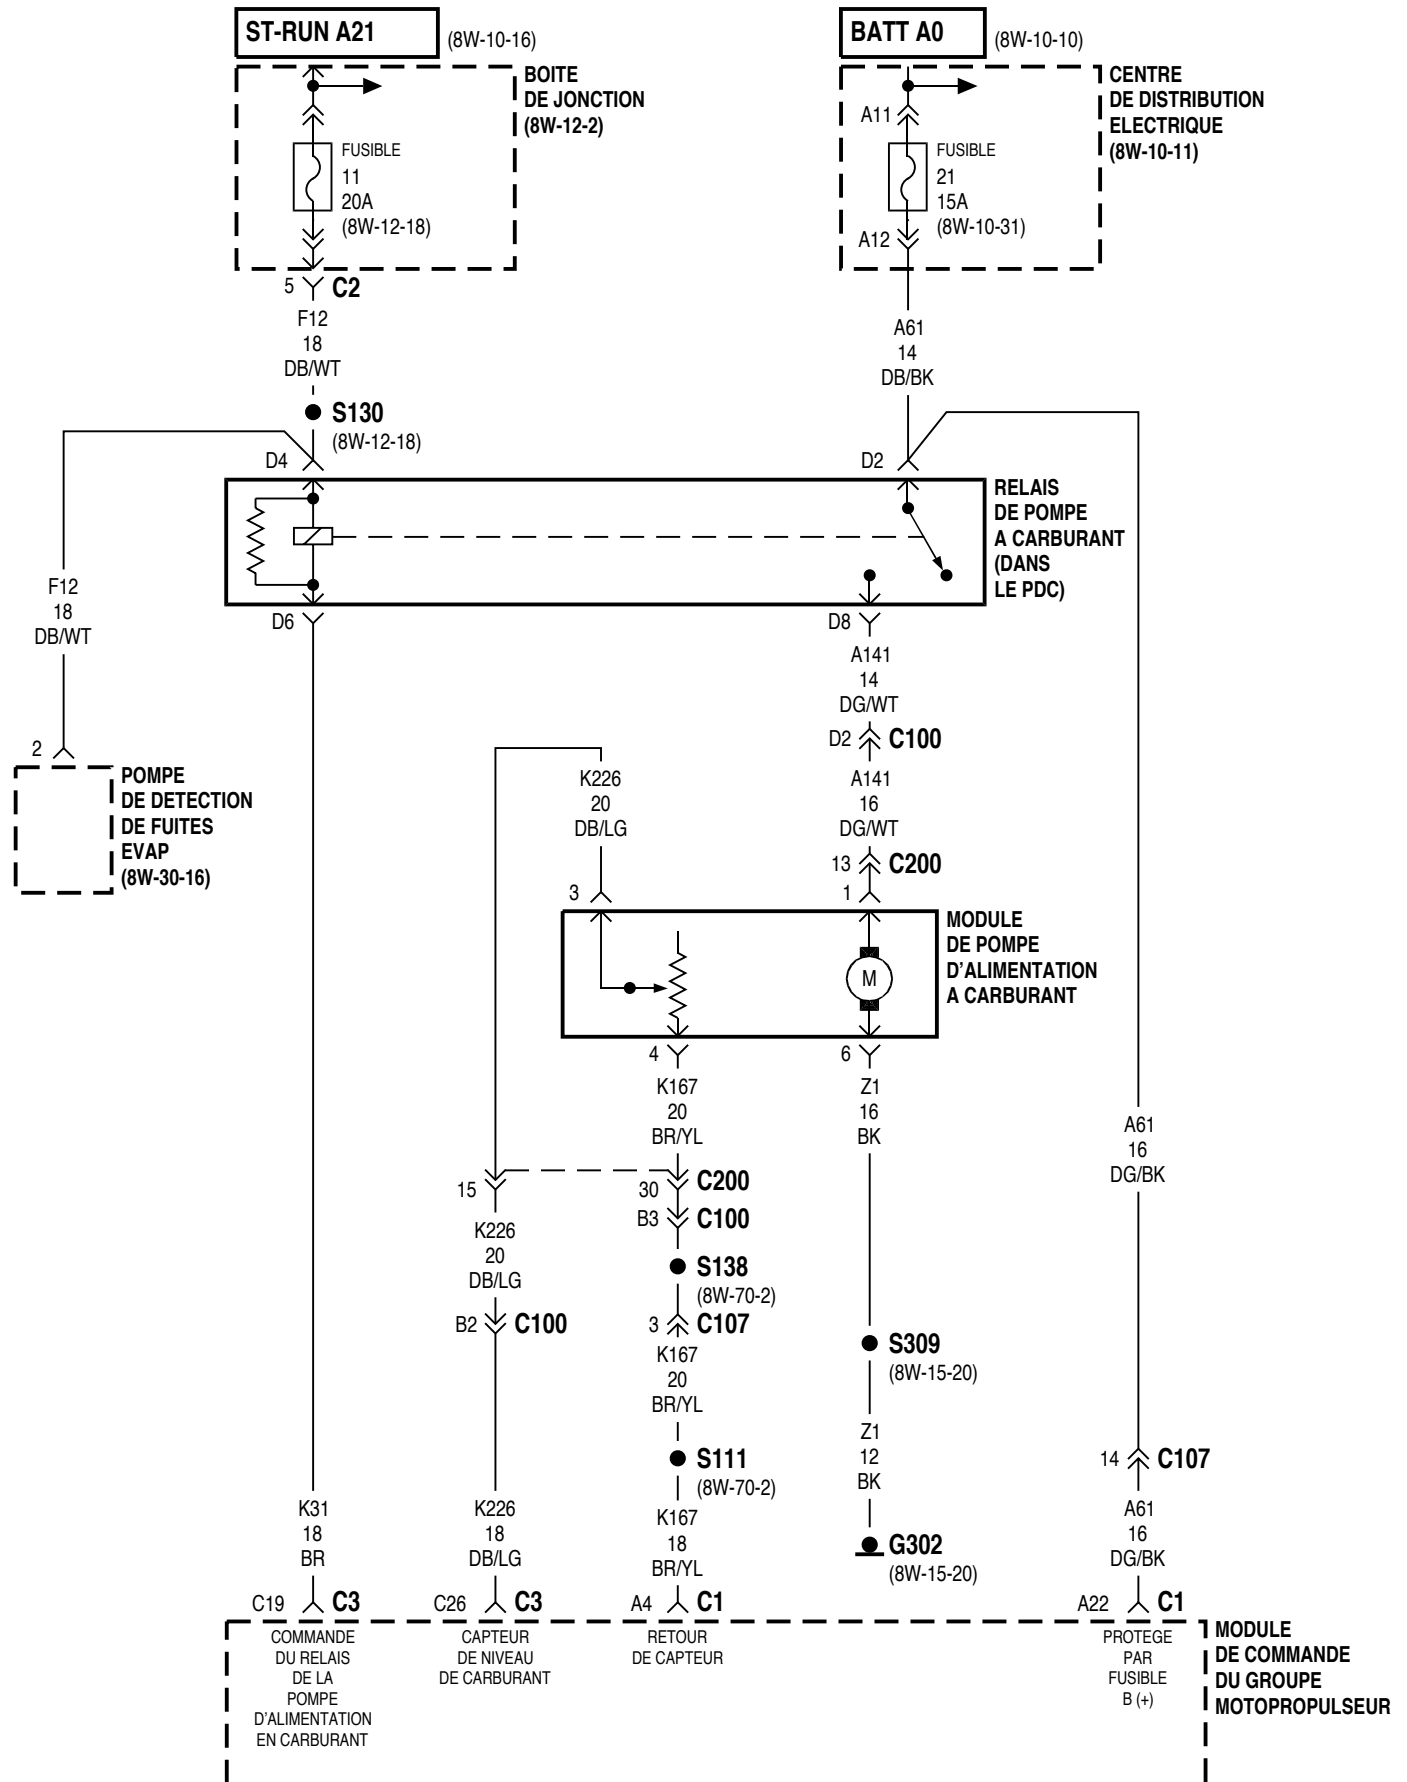 ST-RUN A21
(8W-10-16)
BATT A0
(8W-10-10)
BOITE
DE JONCTION
(8W-12-2)
CENTRE
DE DISTRIBUTION
ELECTRIQUE
(8W-10-11)
A11
FUSIBLE
11
20A
(8W-12-18)
FUSIBLE
21
15A
(8W-10-31)
A12
5
C2
F12
18
DB/WT
A61
14
DB/BK
S130
(8W-12-18)
D4
D2
RELAIS
DE POMPE
A CARBURANT
(DANS
LE PDC)
F12
18
DB/WT
D6
D8
A141
14
DG/WT
D2
C100
2
POMPE
DE DETECTION
DE FUITES
EVAP
(8W-30-16)
K226
20
DB/LG
A141
16
DG/WT
13
C200
3
1
MODULE
DE POMPE
D'ALIMENTATION
A CARBURANT
M
4
6
K167
20
BR/YL
Z1
16
BK
A61
16
DG/BK
15
30
C200
B3
C100
K226
20
DB/LG
S138
(8W-70-2)
B2
C100
3
C107
K167
20
BR/YL
S309
(8W-15-20)
S111
(8W-70-2)
Z1
12
BK
14
C107
K31
18
BR
K226
18
DB/LG
K167
18
BR/YL
G302
(8W-15-20)
A61
16
DG/BK
C19
C3
C26
C3
A4
C1
A22
C1
COMMANDE
DU RELAIS
DE LA
POMPE
D'ALIMENTATION
EN CARBURANT
CAPTEUR
DE NIVEAU
DE CARBURANT
RETOUR
DE CAPTEUR
PROTEGE
PAR
FUSIBLE
B (+)
MODULE
DE COMMANDE
DU GROUPE
MOTOPROPULSEUR